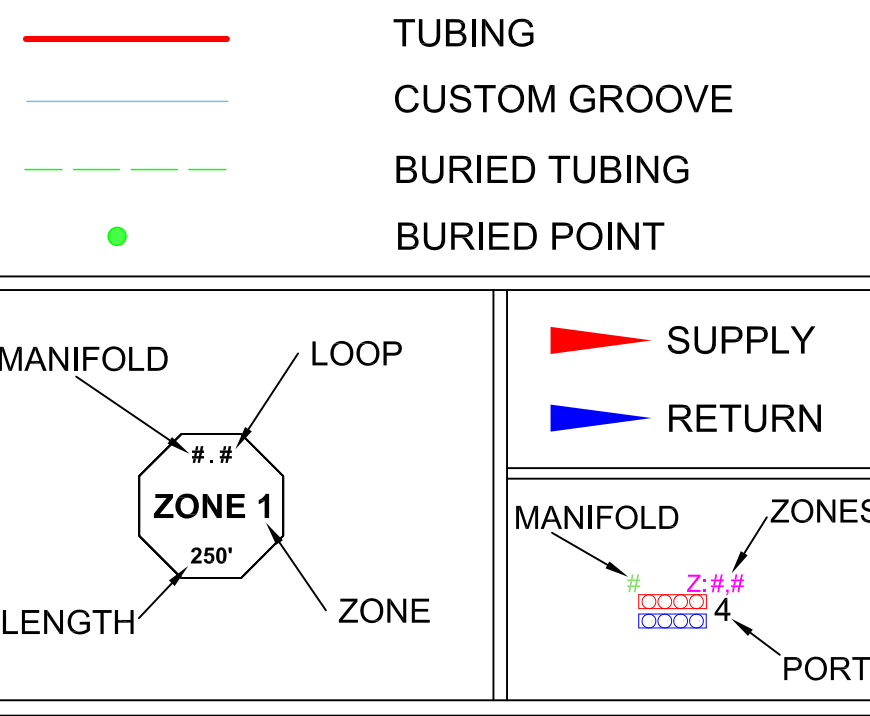 TUBING
CUSTOM GROOVE
BURIED TUBING
BURIED POINT
MANIFOLD
LOOP
#.#
ZONE 1
250'
LENGTH
ZONE
SUPPLY
RETURN
MANIFOLD
ZONES
#
Z:#,#
4
PORT